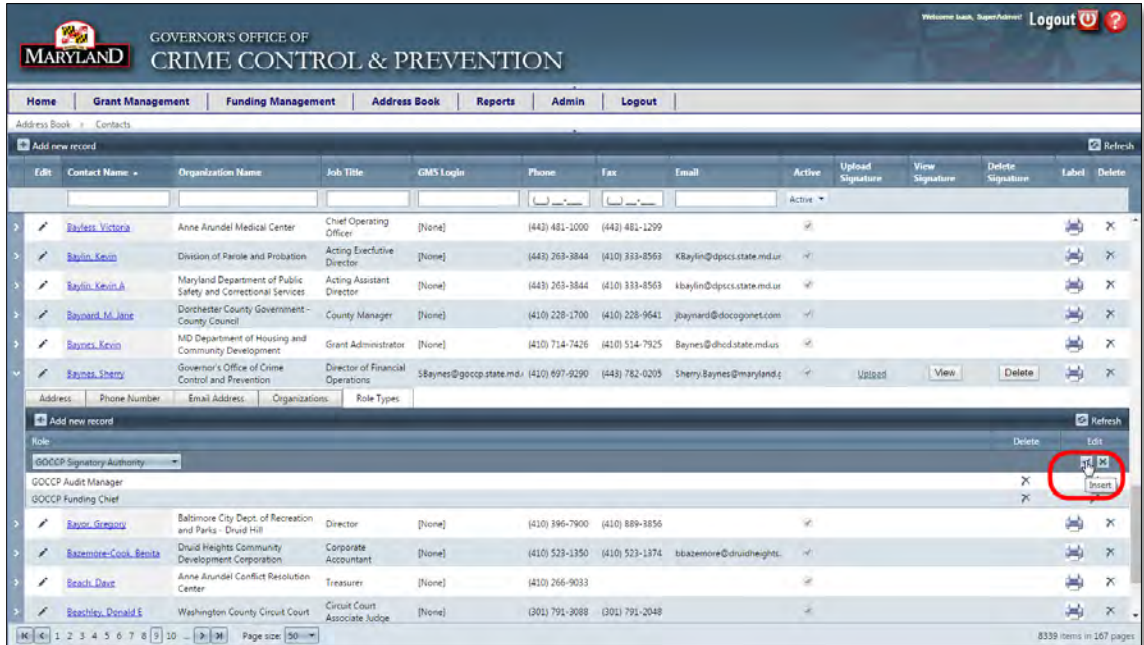 Welcome back, SuperAdmin! Logout
MARYLAND
GOVERNOR'S OFFICE OF
CRIME CONTROL & PREVENTION
Home Grant Management Funding Management Address Book Reports Admin Logout
Address Book Contacts
Add new record Refresh
Edit Contact Name Organization Name Job Title GMS Login Phone Fax Email Active Upload Signature View Signature Delete Signature Label Delete
(__) __-__ (__) __-__ Active
Bayless, Victoria Anne Arundel Medical Center Chief Operating Officer [None] (443) 481-1000 (443) 481-1299
Baylin, Kevin Division of Parole and Probation Acting Execfutive Director [None] (443) 263-3844 (410) 333-8563 KBaylin@dpscs.state.md.us
Baylin, Kevin A Maryland Department of Public Safety and Correctional Services Acting Assistant Director [None] (443) 263-3844 (410) 333-8563 kbaylin@dpscs.state.md.us
Baynard, M. Jane Dorchester County Government - County Council County Manager [None] (410) 228-1700 (410) 228-9641 jbaynard@docogonet.com
Baynes, Kevin MD Department of Housing and Community Development Grant Administrator [None] (410) 714-7426 (410) 514-7925 Baynes@dhcd.state.md.us
Baynes, Sherry Governor's Office of Crime Control and Prevention Director of Financial Operations SBaynes@goccp.state.md. (410) 697-9290 (443) 782-0205 Sherry.Baynes@maryland.g Upload View Delete
Address Phone Number Email Address Organizations Role Types
Add new record Refresh
Role Delete Edit
GOCCP Signatory Authority
GOCCP Audit Manager
Insert
GOCCP Funding Chief
Bayor, Gregory Baltimore City Dept. of Recreation and Parks - Druid Hill Director [None] (410) 396-7900 (410) 889-3856
Bazemore-Cook, Benita Druid Heights Community Development Corporation Corporate Accountant [None] (410) 523-1350 (410) 523-1374 bbazemore@druidheights.
Beach, Dave Anne Arundel Conflict Resolution Center Treasurer [None] (410) 266-9033
Beachley, Donald E Washington County Circuit Court Circuit Court Associate Judge [None] (301) 791-3088 (301) 791-2048
1 2 3 4 5 6 7 8 9 10 ... Page size: 50 8339 items in 167 pages